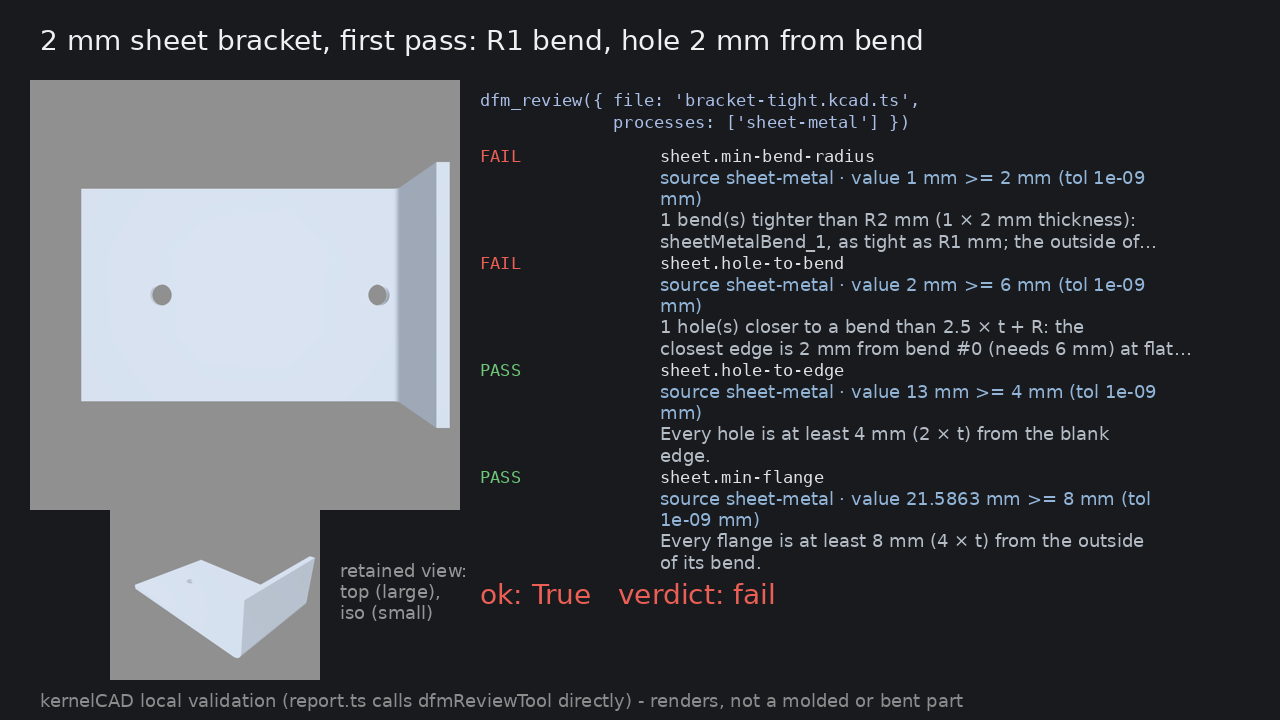 2 mm sheet bracket, first pass: R1 bend, hole 2 mm from bend
dfm_review({ file: 'bracket-tight.kcad.ts',
processes: ['sheet-metal'] })
FAIL sheet.min-bend-radius
source sheet-metal · value 1 mm >= 2 mm (tol 1e-09
mm)
1 bend(s) tighter than R2 mm (1 × 2 mm thickness):
sheetMetalBend_1, as tight as R1 mm; the outside of…
FAIL sheet.hole-to-bend
source sheet-metal · value 2 mm >= 6 mm (tol 1e-09
mm)
1 hole(s) closer to a bend than 2.5 × t + R: the
closest edge is 2 mm from bend #0 (needs 6 mm) at flat…
PASS sheet.hole-to-edge
source sheet-metal · value 13 mm >= 4 mm (tol 1e-09
mm)
Every hole is at least 4 mm (2 × t) from the blank
edge.
PASS sheet.min-flange
source sheet-metal · value 21.5863 mm >= 8 mm (tol
1e-09 mm)
Every flange is at least 8 mm (4 × t) from the outside
of its bend.
retained view:
top (large),
iso (small)
ok: True verdict: fail
kernelCAD local validation (report.ts calls dfmReviewTool directly) - renders, not a molded or bent part